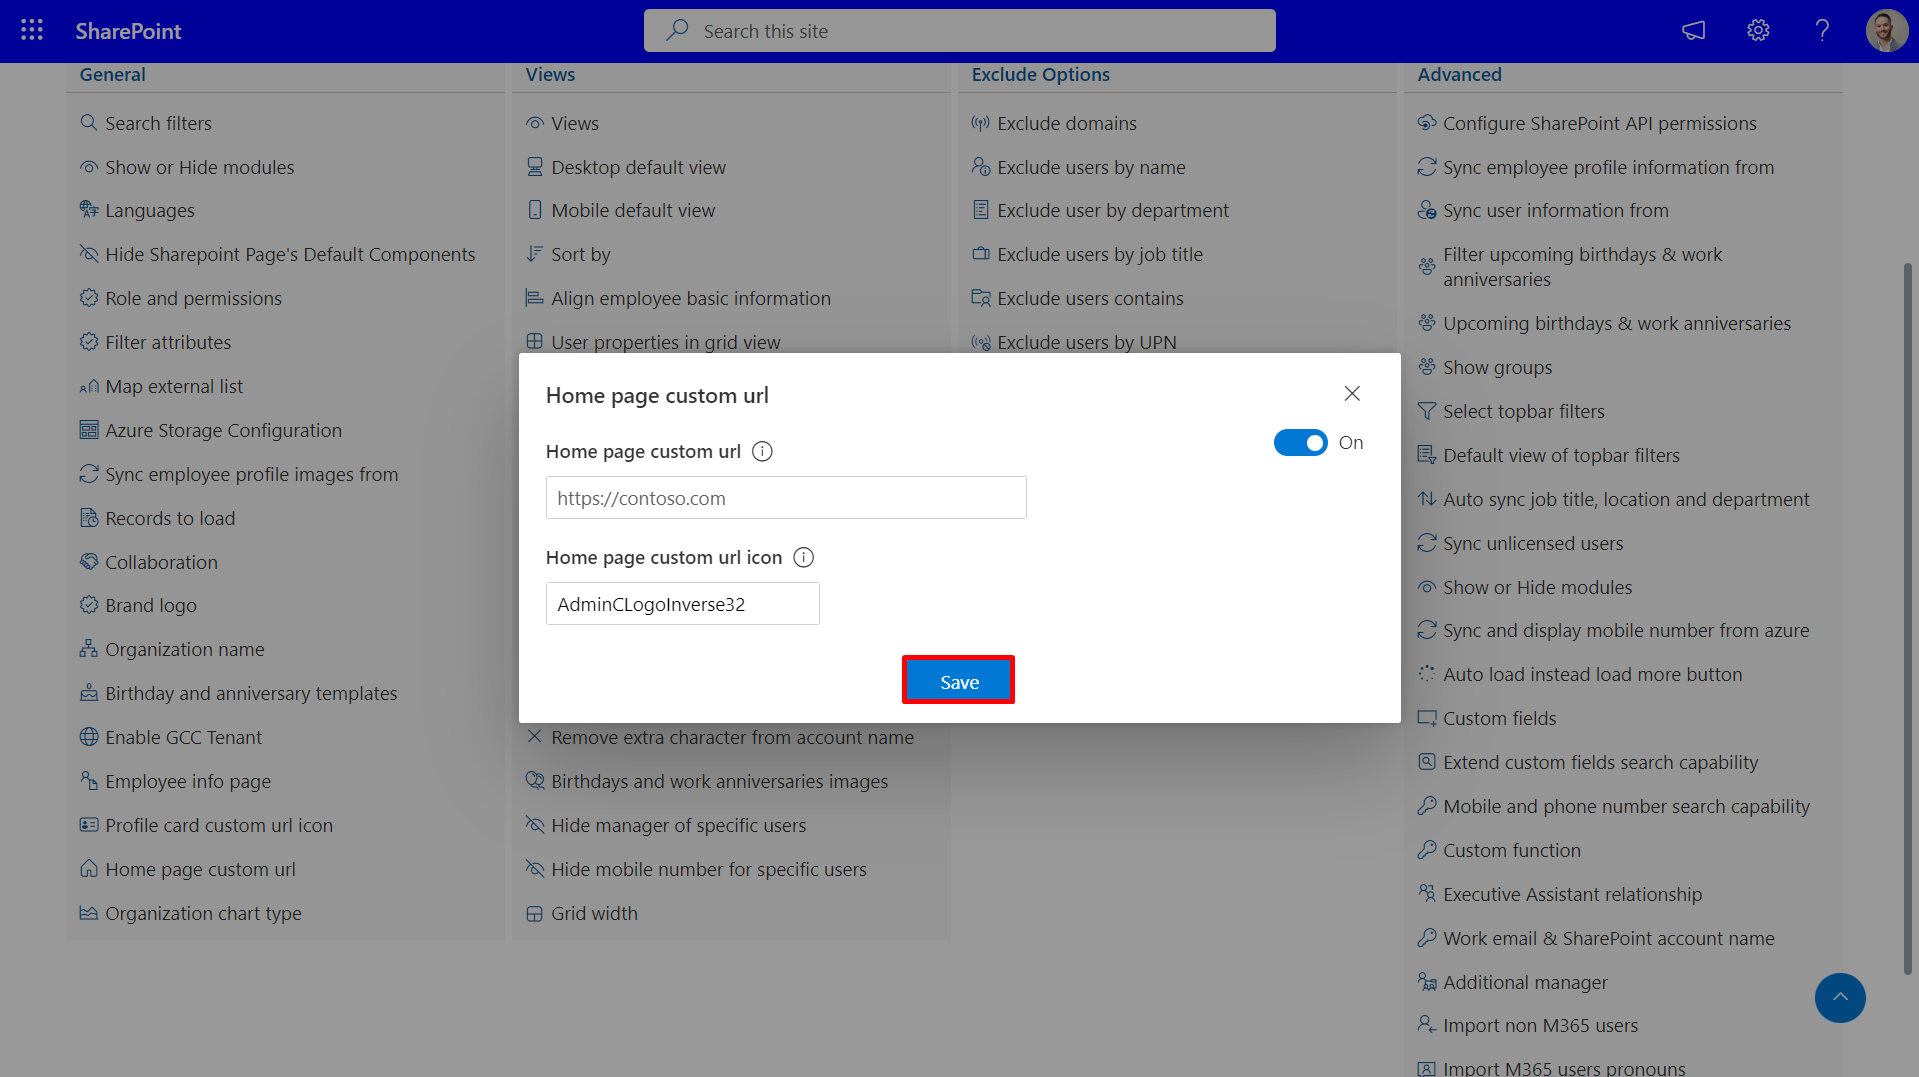 SharePoint
Search this site
General
Search filters
Show or Hide modules
Languages
Hide Sharepoint Page's Default Components
Role and permissions
Filter attributes
Map external list
Azure Storage Configuration
Sync employee profile images from
Records to load
Collaboration
Brand logo
Organization name
Birthday and anniversary templates
Enable GCC Tenant
Employee info page
Profile card custom url icon
Home page custom url
Organization chart type
Views
Views
Desktop default view
Mobile default view
Sort by
Align employee basic information
User properties in grid view
Remove extra character from account name
Birthdays and work anniversaries images
Hide manager of specific users
Hide mobile number for specific users
Grid width
Exclude Options
Exclude domains
Exclude users by name
Exclude user by department
Exclude users by job title
Exclude users contains
Exclude users by UPN
Advanced
Configure SharePoint API permissions
Sync employee profile information from
Sync user information from
Filter upcoming birthdays & work
anniversaries
Upcoming birthdays & work anniversaries
Show groups
Select topbar filters
Default view of topbar filters
Auto sync job title, location and department
Sync unlicensed users
Show or Hide modules
Sync and display mobile number from azure
Auto load instead load more button
Custom fields
Extend custom fields search capability
Mobile and phone number search capability
Custom function
Executive Assistant relationship
Work email & SharePoint account name
Additional manager
Import non M365 users
Import M365 users pronouns
Home page custom url
Home page custom url
On
https://contoso.com
Home page custom url icon
AdminCLogoInverse32
Save